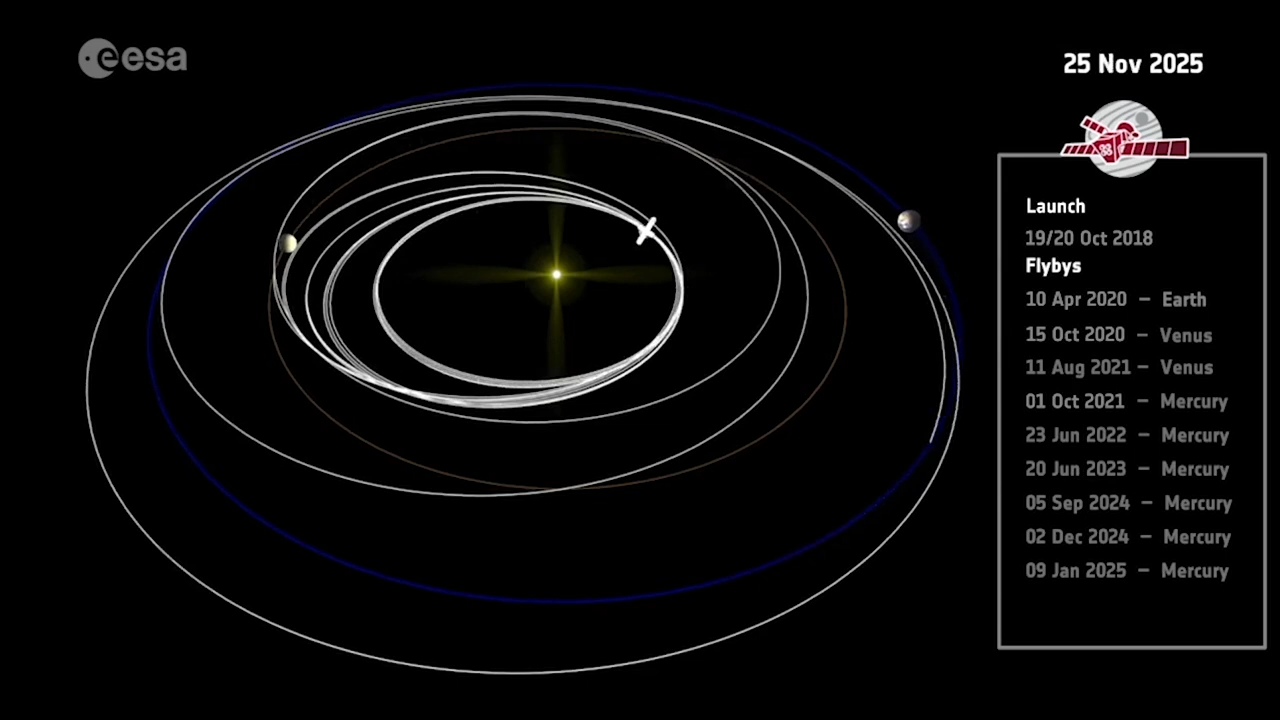 esa
25 Nov 2025
Launch
19/20 Oct 2018
Flybys
10 Apr 2020 – Earth
15 Oct 2020 – Venus
11 Aug 2021 – Venus
01 Oct 2021 – Mercury
23 Jun 2022 – Mercury
20 Jun 2023 – Mercury
05 Sep 2024 – Mercury
02 Dec 2024 – Mercury
09 Jan 2025 – Mercury